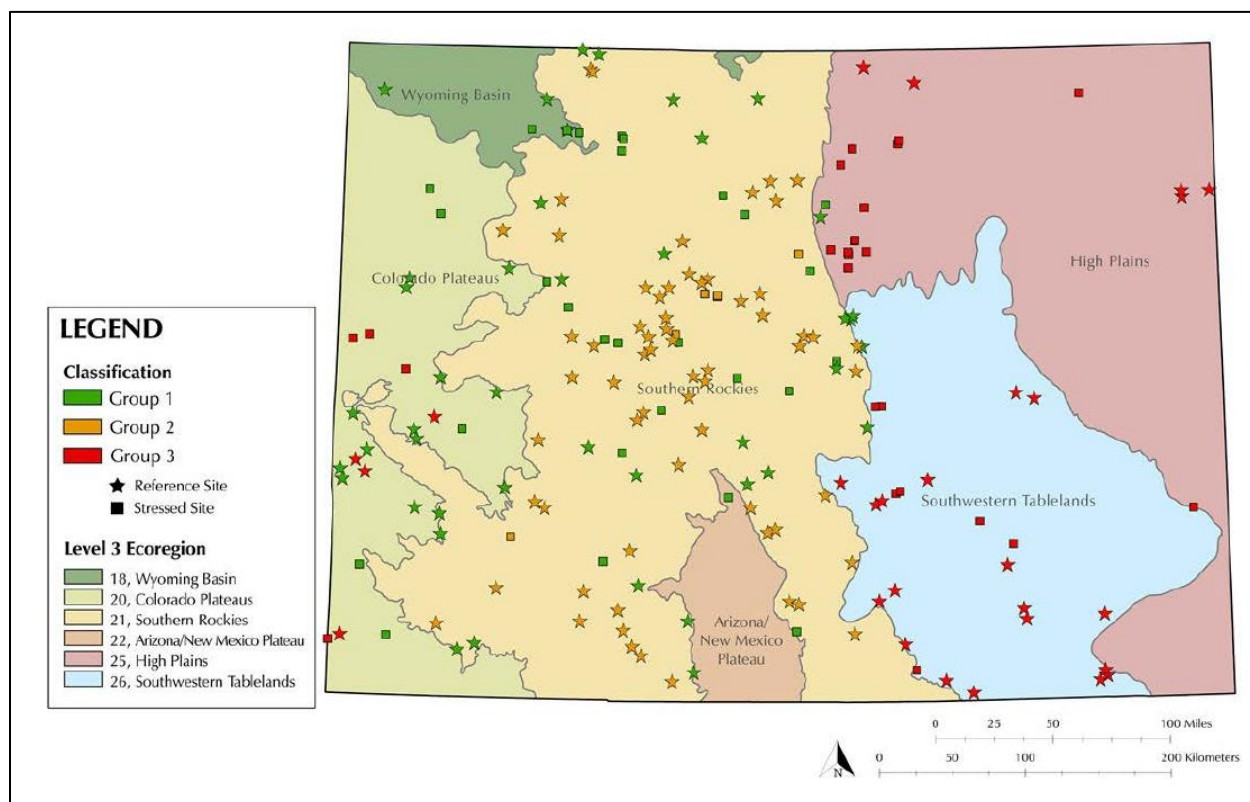 Wyoming Basin
Colorado Plateaus
High Plains
Southern Rockies
Southwestern Tablelands
Arizona/
New Mexico
Plateau
LEGEND
Classification
Group 1
Group 2
Group 3
Reference Site
Stressed Site
Level 3 Ecoregion
18, Wyoming Basin
20, Colorado Plateaus
21, Southern Rockies
22, Arizona/New Mexico Plateau
25, High Plains
26, Southwestern Tablelands
0 25 50 100 Miles
0 50 100 200 Kilometers
N